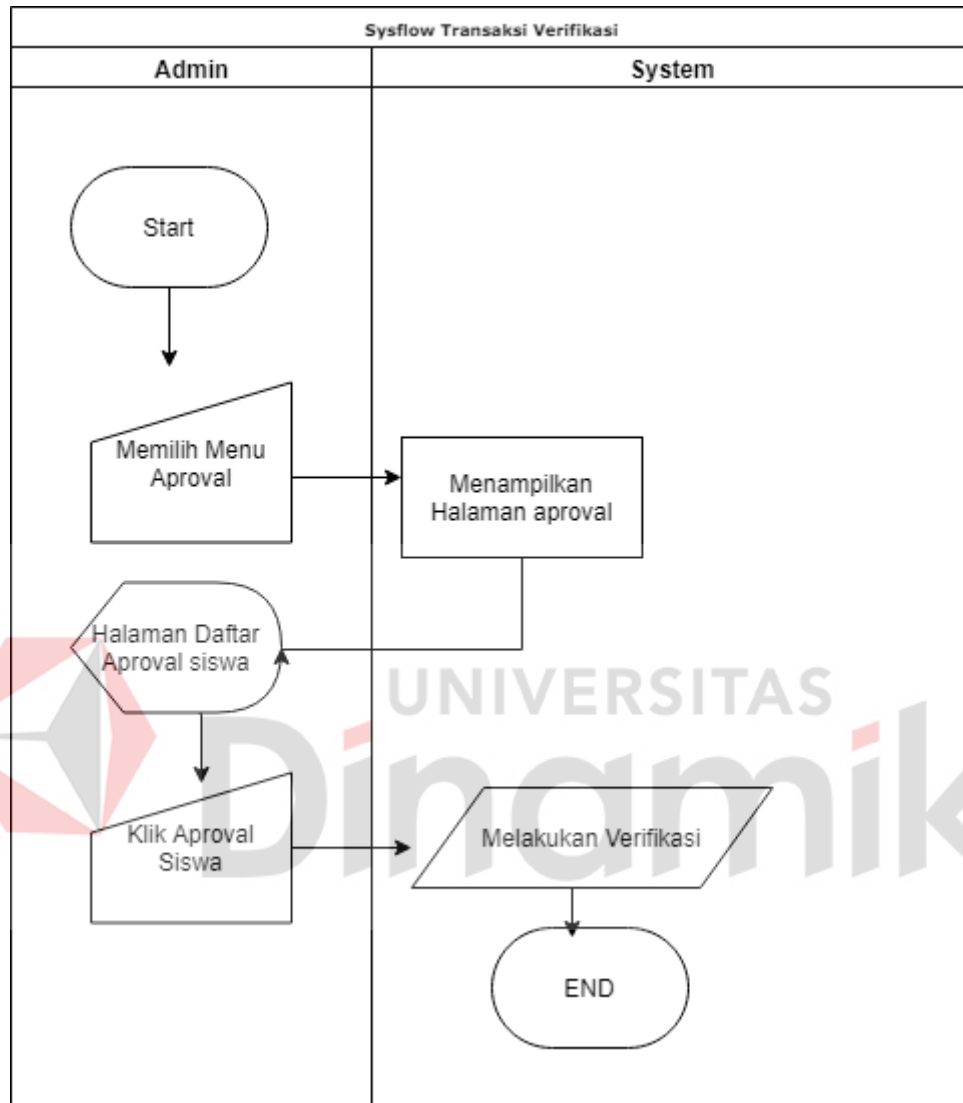 Sysflow Transaksi Verifikasi
Admin
System
Start
Memilih Menu
Aproval
Menampilkan
Halaman aproval
Halaman Daftar
Aproval siswa
UNIVERSITAS
Dinamik
Klik Aproval
Siswa
Melakukan Verifikasi
END